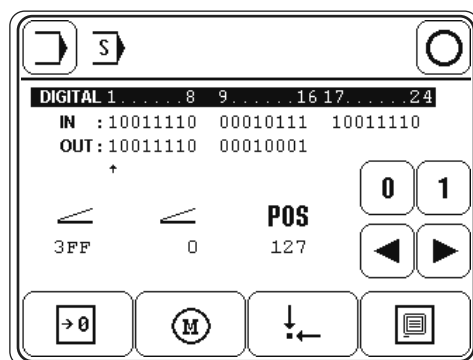 S
DIGITAL 1......8 9......16 17......24
IN :10011110 00010111 10011110
OUT:10011110 00010001
0 1
POS
3FF 0 127
→0 M